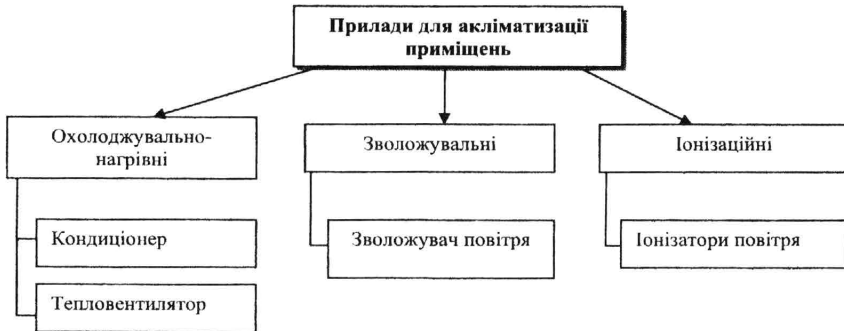 Прилади для акліматизації
приміщень
Охолоджувально-
нагрівні
Зволожувальні
Іонізаційні
Кондиціонер
Зволожувач повітря
Іонізатори повітря
Тепловентилятор